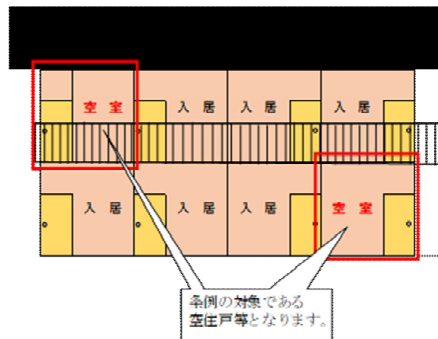 空 室 入 居 入 居 入 居
入 居 入 居 入 居 空 室
条例の対象である
空住戸等となります。